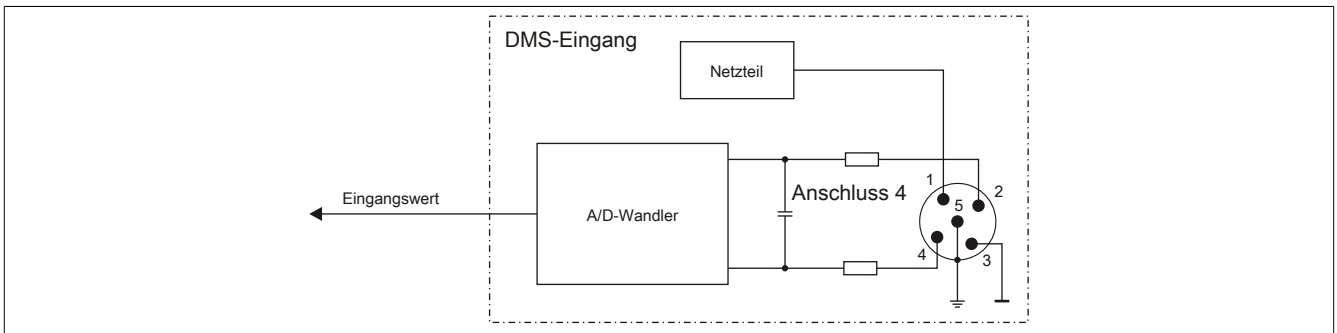 DMS-Eingang
Netzteil
Eingangswert
A/D-Wandler
Anschluss 4
1
2
5
4
3